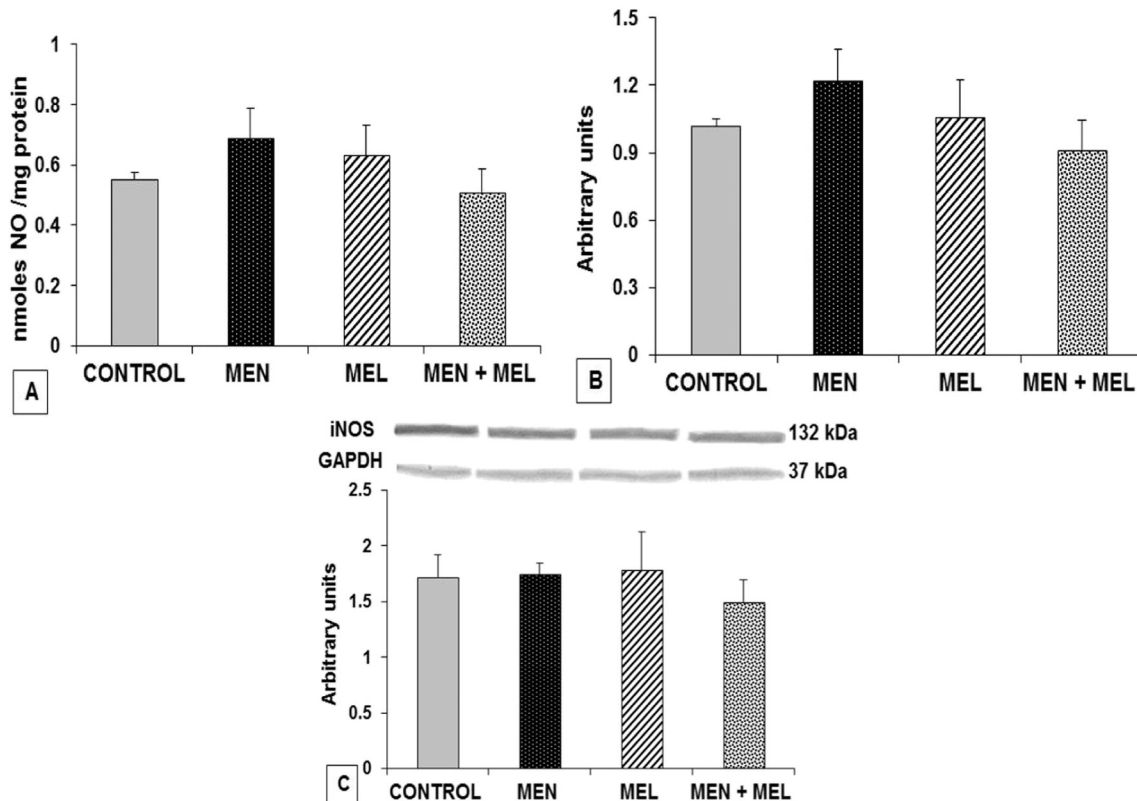 1
0.8
0.6
0.4
0.2
0
nmoles NO /mg protein
CONTROL MEN MEL MEN + MEL
A
1.5
1.2
0.9
0.6
0.3
0
Arbitrary units
CONTROL MEN MEL MEN + MEL
B
iNOS 132 kDa
GAPDH 37 kDa
2.5
2
1.5
1
0.5
0
Arbitrary units
CONTROL MEN MEL MEN + MEL
C